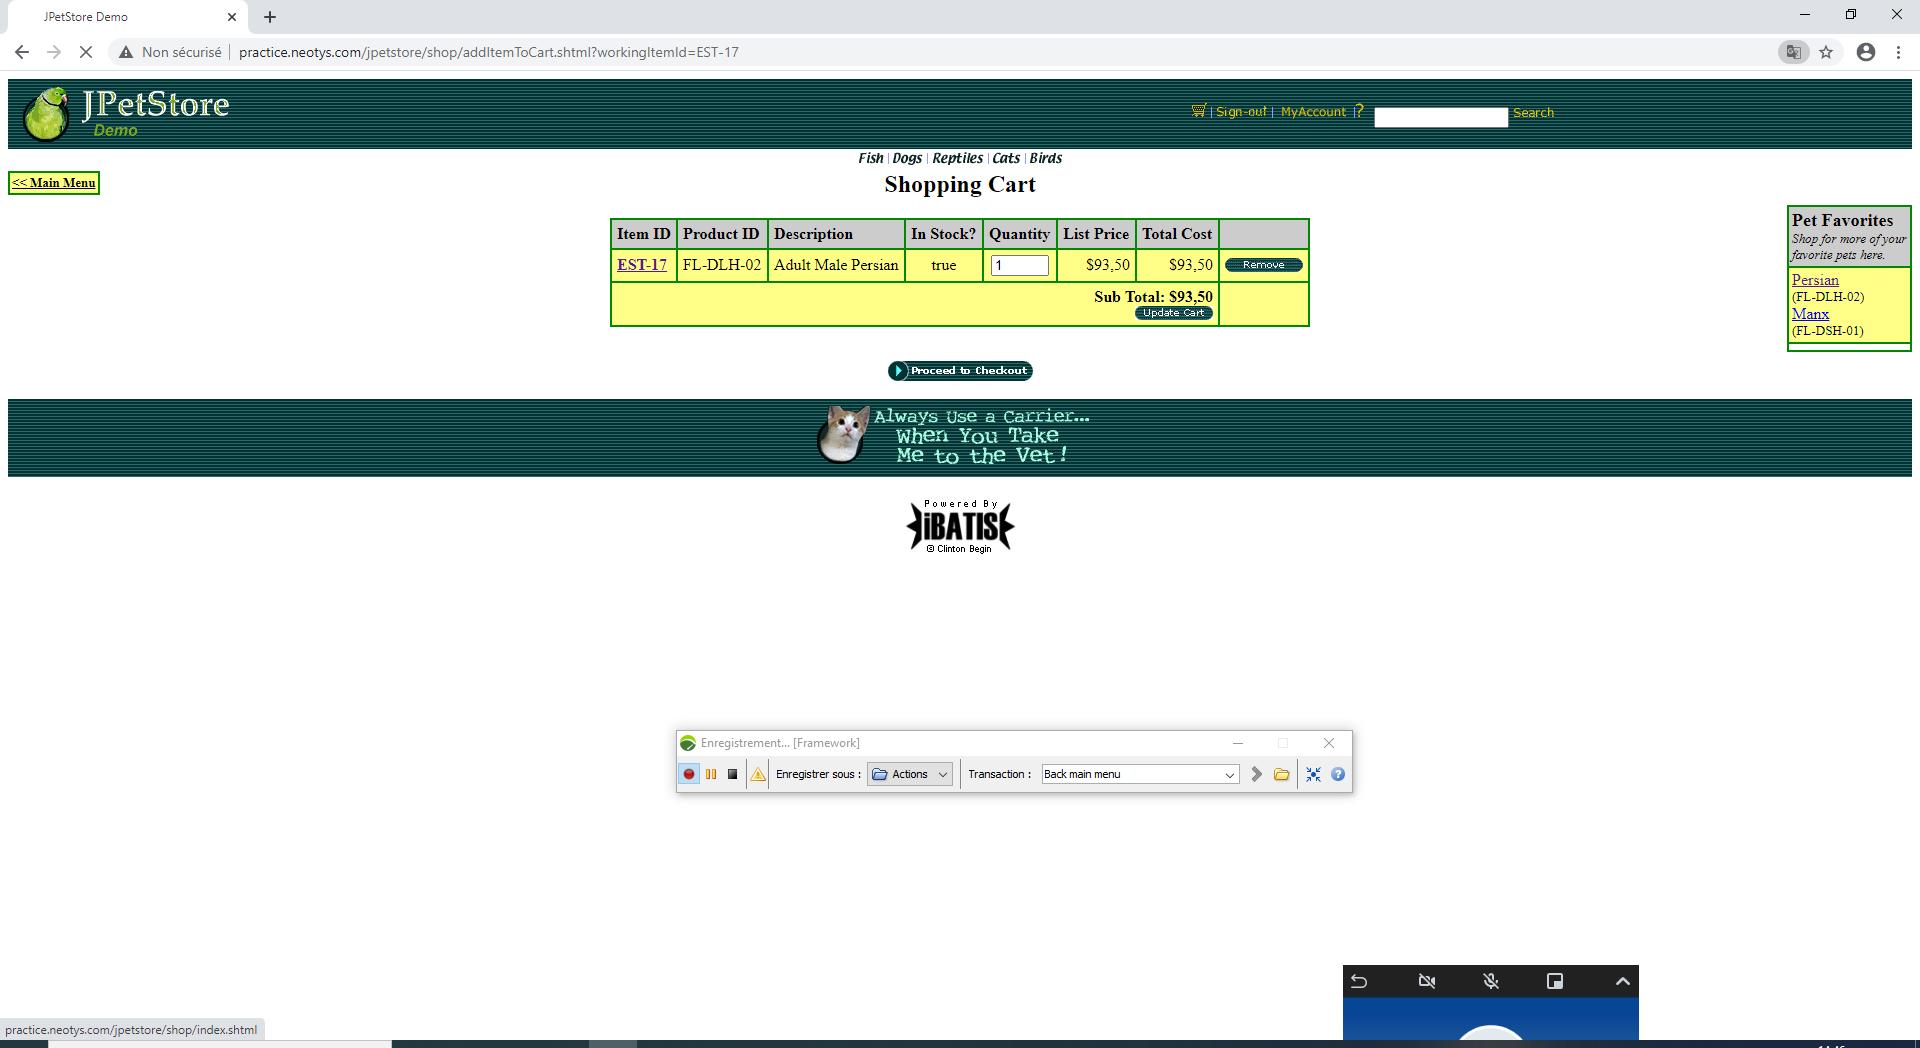 JPetStore Demo
Non sécurisé
practice.neotys.com/jpetstore/shop/addItemToCart.shtml?workingItemId=EST-17
JPetStore
Demo
| Sign-out | MyAccount | ?
Search
Fish | Dogs | Reptiles | Cats | Birds
<< Main Menu
Shopping Cart
Item ID Product ID Description In Stock? Quantity List Price Total Cost
EST-17 FL-DLH-02 Adult Male Persian true 1 $93,50 $93,50 Remove
Sub Total: $93,50
Update Cart
Pet Favorites
Shop for more of your
favorite pets here.
Persian
(FL-DLH-02)
Manx
(FL-DSH-01)
Proceed to Checkout
Always Use a Carrier...
When You Take
Me to the Vet!
Powered By
iBATIS
© Clinton Begin
Enregistrement... [Framework]
Enregistrer sous : Actions Transaction : Back main menu
practice.neotys.com/jpetstore/shop/index.shtml